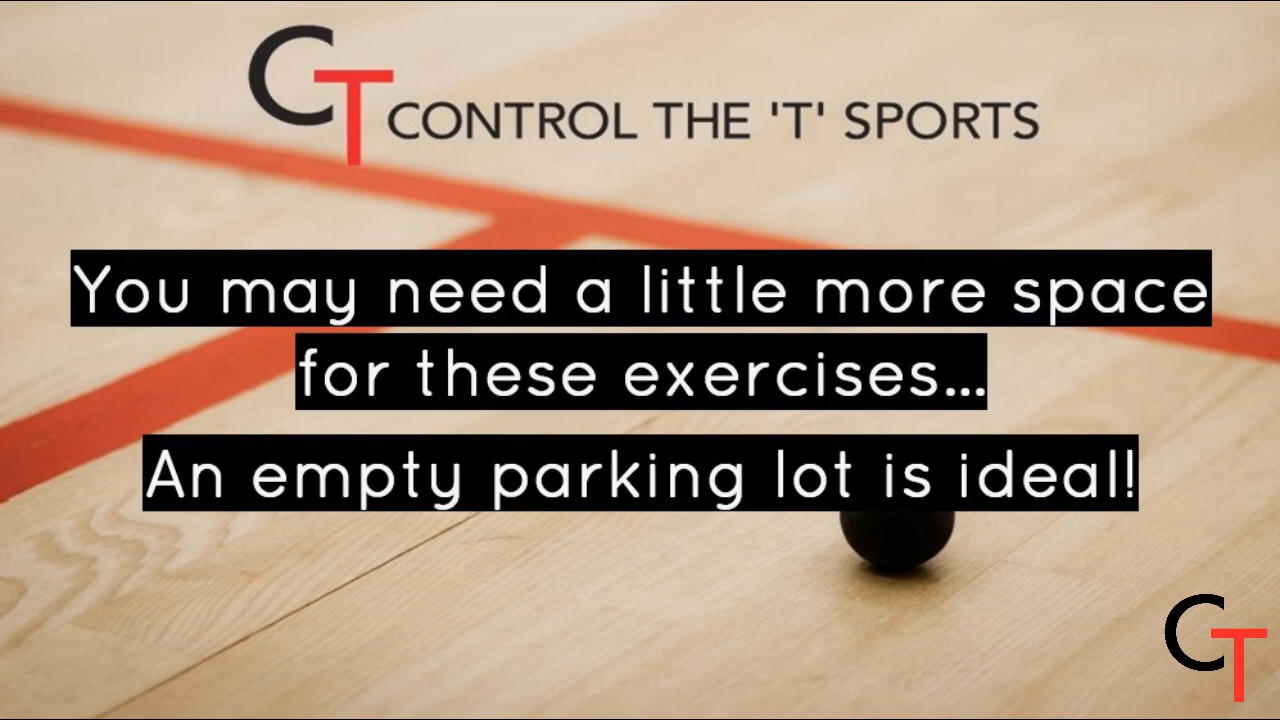 CT CONTROL THE 'T' SPORTS
You may need a little more space
for these exercises...
An empty parking lot is ideal!
CT